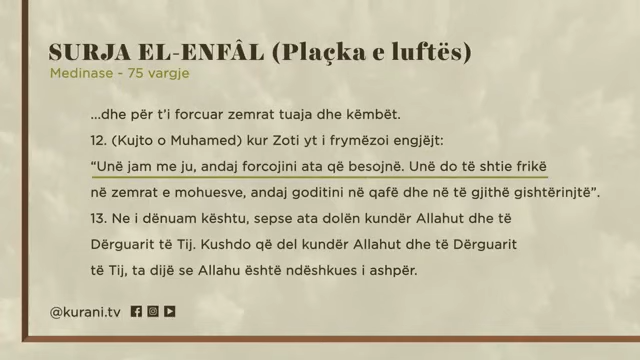 SURJA EL-ENFÂL (Plaçka e luftës)
Medinase - 75 vargje
...dhe për t’i forcuar zemrat tuaja dhe këmbët.
12. (Kujto o Muhamed) kur Zoti yt i frymëzoi engjëjt:
“Unë jam me ju, andaj forcojini ata që besojnë. Unë do të shtie frikë
në zemrat e mohuesve, andaj goditini në qafë dhe në të gjithë gishtërinjtë”.
13. Ne i dënuam kështu, sepse ata dolën kundër Allahut dhe të
Dërguarit të Tij. Kushdo që del kundër Allahut dhe të Dërguarit
të Tij, ta dijë se Allahu është ndëshkues i ashpër.
@kurani.tv